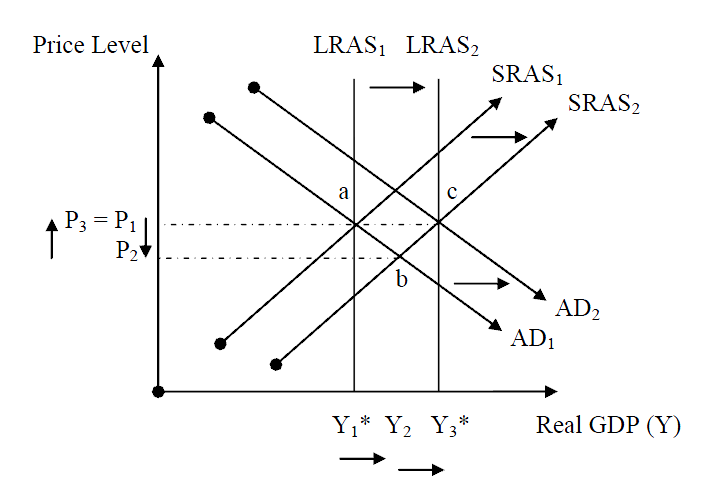 Price Level
LRAS₁ LRAS₂
SRAS₁
SRAS₂
a
c
P₃ = P₁
P₂
b
AD₂
AD₁
Y₁* Y₂ Y₃* Real GDP (Y)